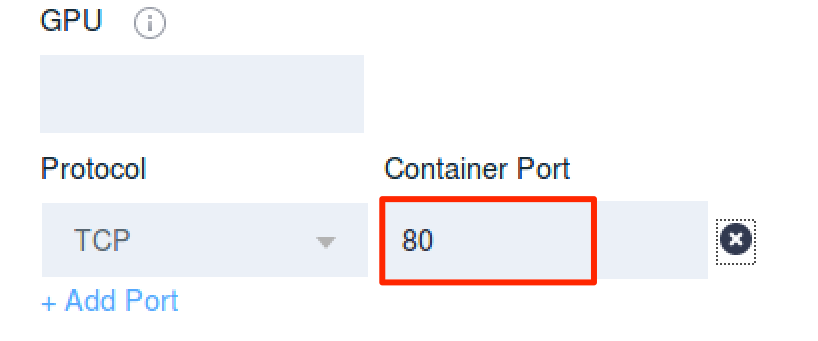 GPU
Protocol Container Port
TCP 80
+ Add Port